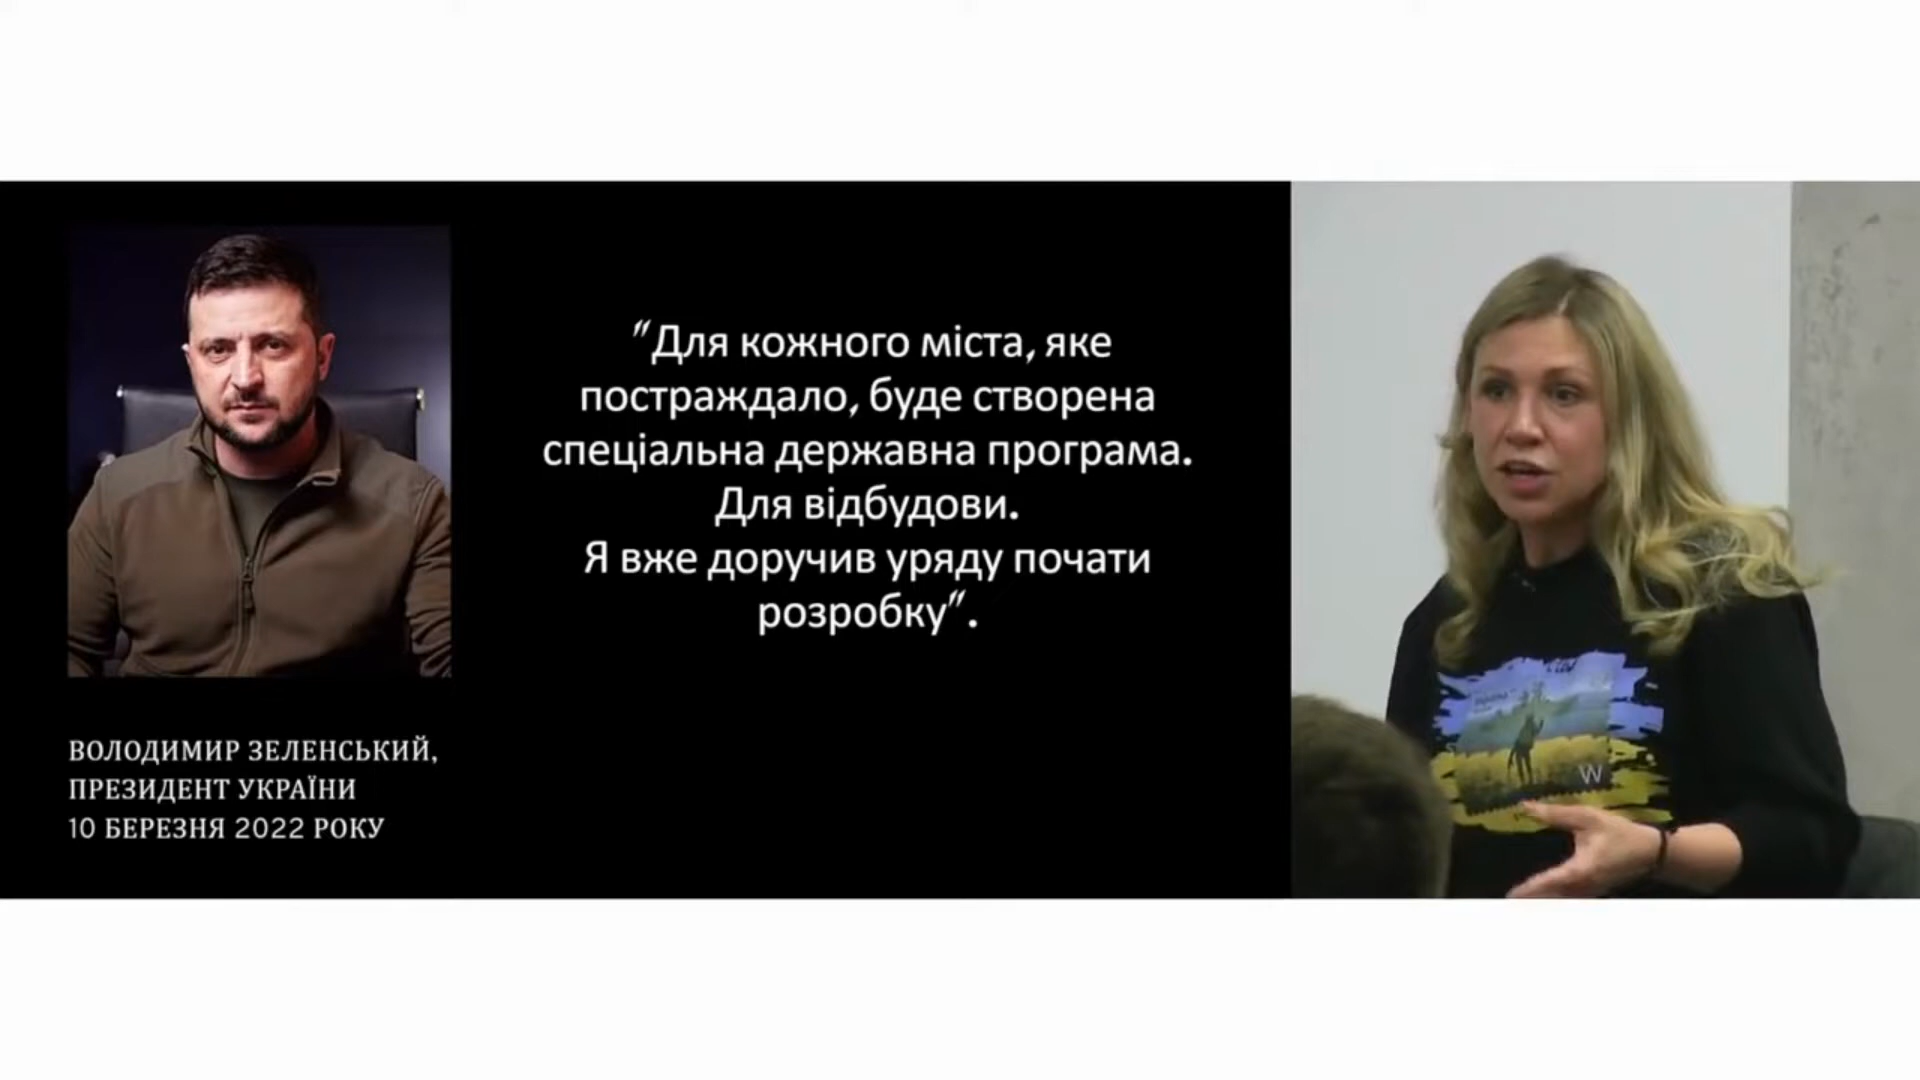 "Для кожного міста, яке
постраждало, буде створена
спеціальна державна програма.
Для відбудови.
Я вже доручив уряду почати
розробку".
ВОЛОДИМИР ЗЕЛЕНСЬКИЙ,
ПРЕЗИДЕНТ УКРАЇНИ
10 БЕРЕЗНЯ 2022 РОКУ
W